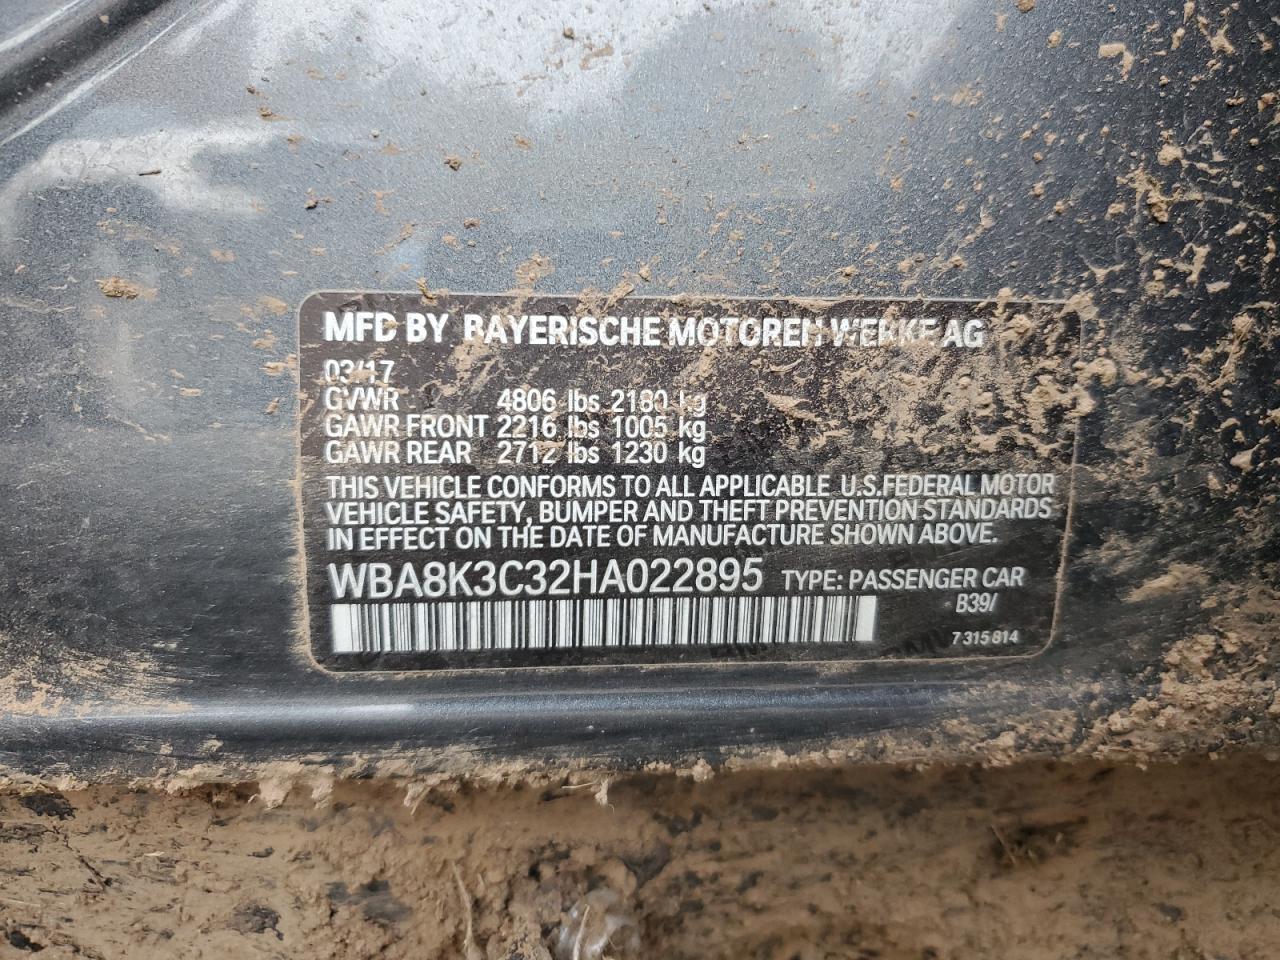 MFD BY BAYERISCHE MOTOREN WERKE AG
03/17
GVWR 4806 lbs 2180 kg
GAWR FRONT 2216 lbs 1005 kg
GAWR REAR 2712 lbs 1230 kg
THIS VEHICLE CONFORMS TO ALL APPLICABLE U.S.FEDERAL MOTOR
VEHICLE SAFETY, BUMPER AND THEFT PREVENTION STANDARDS
IN EFFECT ON THE DATE OF MANUFACTURE SHOWN ABOVE.
WBA8K3C32HA022895 TYPE: PASSENGER CAR
B39/
7 315 814